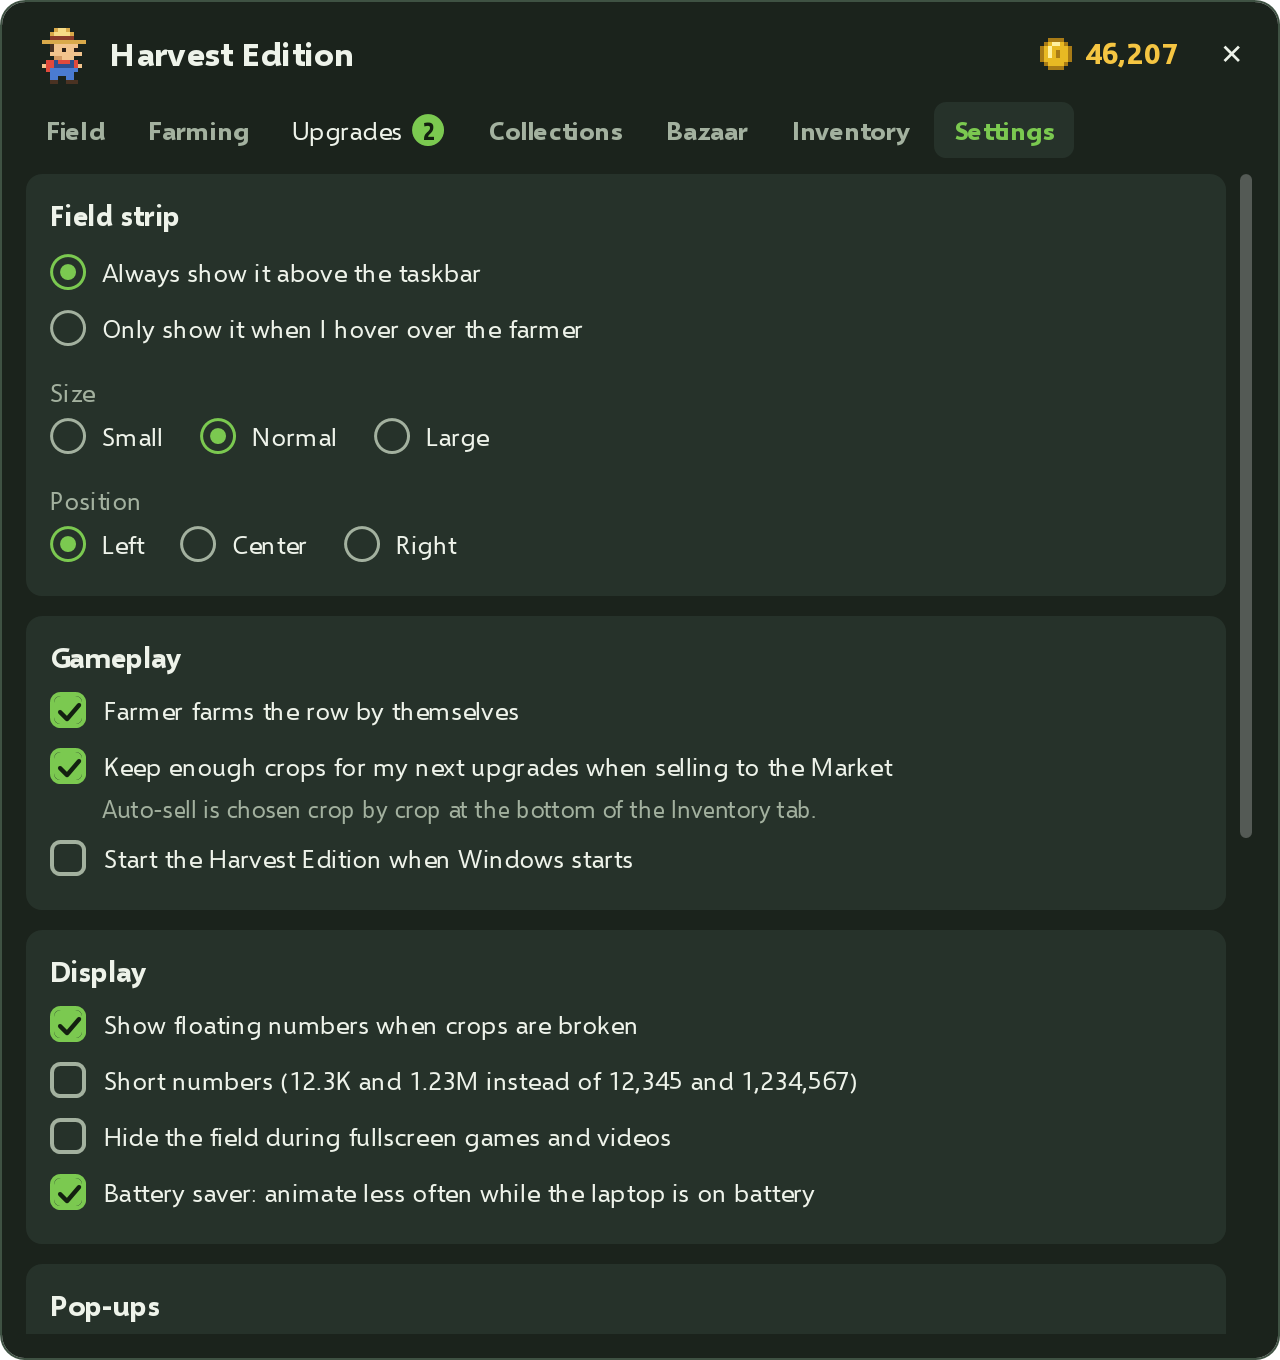 Harvest Edition
46,207
Field
Farming
Upgrades 2
Collections
Bazaar
Inventory
Settings
Field strip
Always show it above the taskbar
Only show it when I hover over the farmer
Size
Small
Normal
Large
Position
Left
Center
Right
Gameplay
Farmer farms the row by themselves
Keep enough crops for my next upgrades when selling to the Market
Auto-sell is chosen crop by crop at the bottom of the Inventory tab.
Start the Harvest Edition when Windows starts
Display
Show floating numbers when crops are broken
Short numbers (12.3K and 1.23M instead of 12,345 and 1,234,567)
Hide the field during fullscreen games and videos
Battery saver: animate less often while the laptop is on battery
Pop-ups